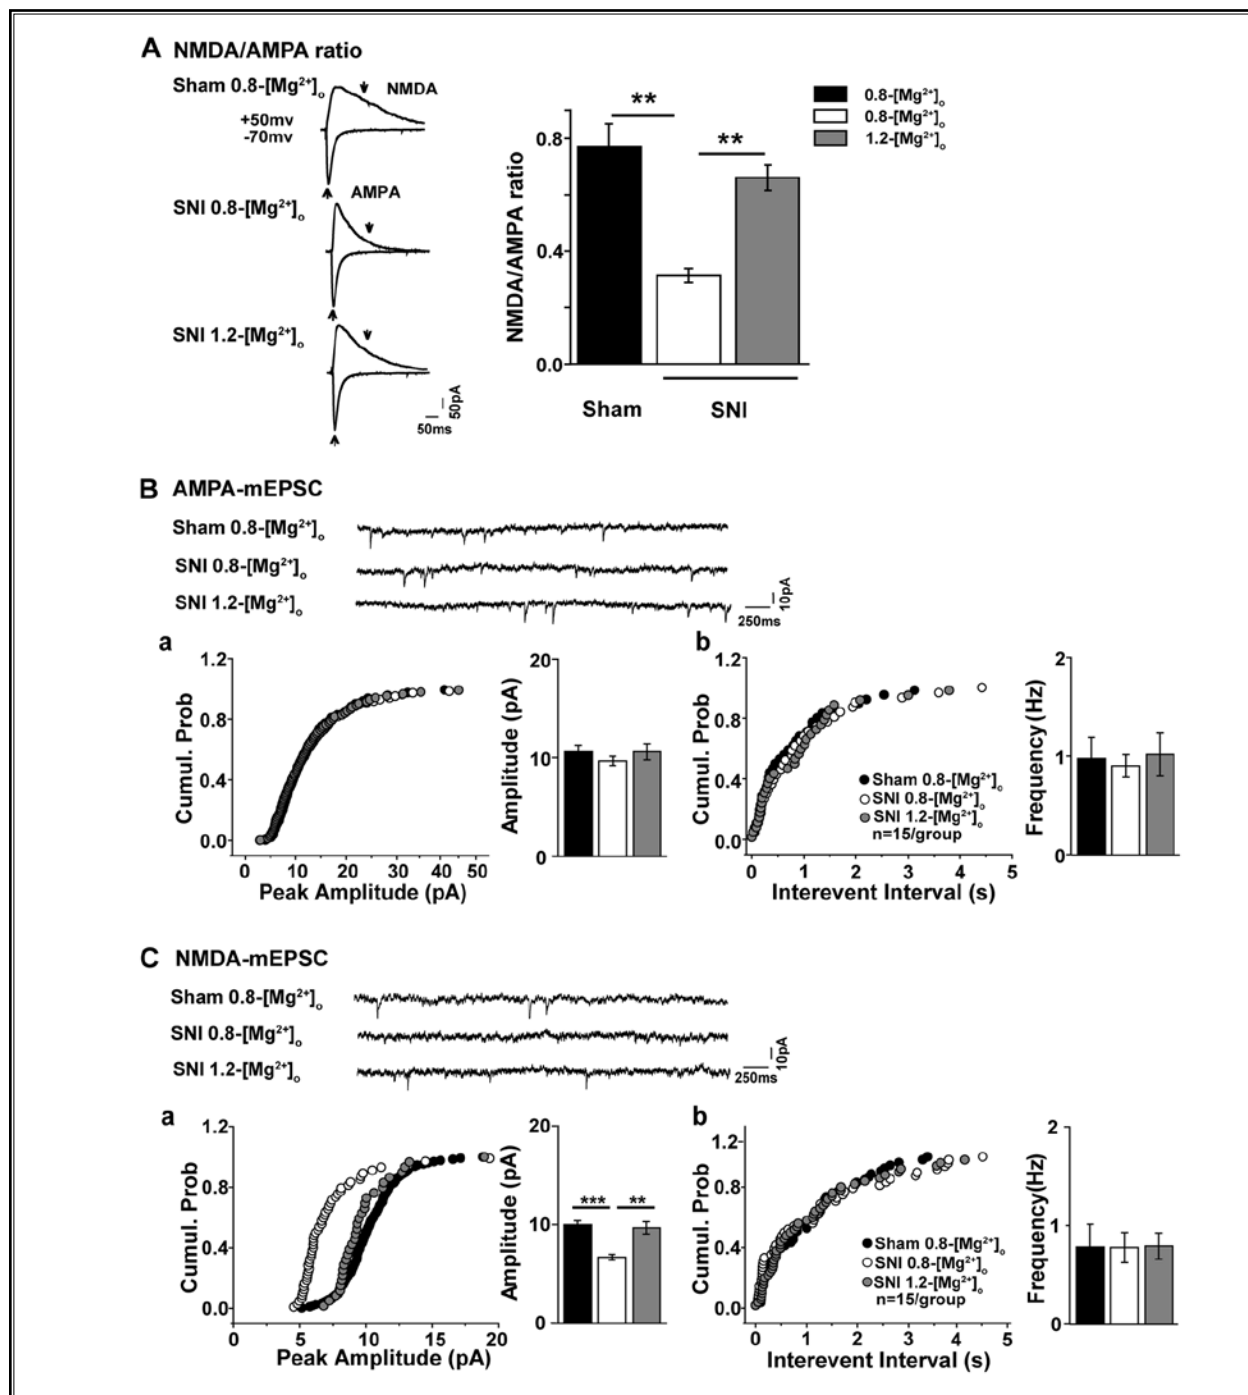 A NMDA/AMPA ratio
Sham 0.8-[Mg²⁺]ₒ
NMDA
+50mv
-70mv
AMPA
SNI 0.8-[Mg²⁺]ₒ
SNI 1.2-[Mg²⁺]ₒ
50pA
50ms
0.8-[Mg²⁺]ₒ
0.8-[Mg²⁺]ₒ
1.2-[Mg²⁺]ₒ
NMDA/AMPA ratio
0.8
0.4
0.0
**
**
Sham
SNI
B AMPA-mEPSC
Sham 0.8-[Mg²⁺]ₒ
SNI 0.8-[Mg²⁺]ₒ
SNI 1.2-[Mg²⁺]ₒ
10pA
250ms
a
Cumul. Prob
1.2
0.8
0.4
0.0
0 10 20 30 40 50
Peak Amplitude (pA)
Amplitude (pA)
20
10
0
b
Cumul. Prob
1.2
0.8
0.4
0.0
Sham 0.8-[Mg²⁺]ₒ
SNI 0.8-[Mg²⁺]ₒ
SNI 1.2-[Mg²⁺]ₒ
n=15/group
0 1 2 3 4 5
Interevent Interval (s)
Frequency(Hz)
2
1
0
C NMDA-mEPSC
Sham 0.8-[Mg²⁺]ₒ
SNI 0.8-[Mg²⁺]ₒ
SNI 1.2-[Mg²⁺]ₒ
10pA
250ms
a
Cumul. Prob
1.2
0.8
0.4
0.0
0 5 10 15 20
Peak Amplitude (pA)
Amplitude (pA)
20
10
0
*** **
b
Cumul. Prob
1.2
0.8
0.4
0.0
Sham 0.8-[Mg²⁺]ₒ
SNI 0.8-[Mg²⁺]ₒ
SNI 1.2-[Mg²⁺]ₒ
n=15/group
0 1 2 3 4 5
Interevent Interval (s)
Frequency(Hz)
2
1
0